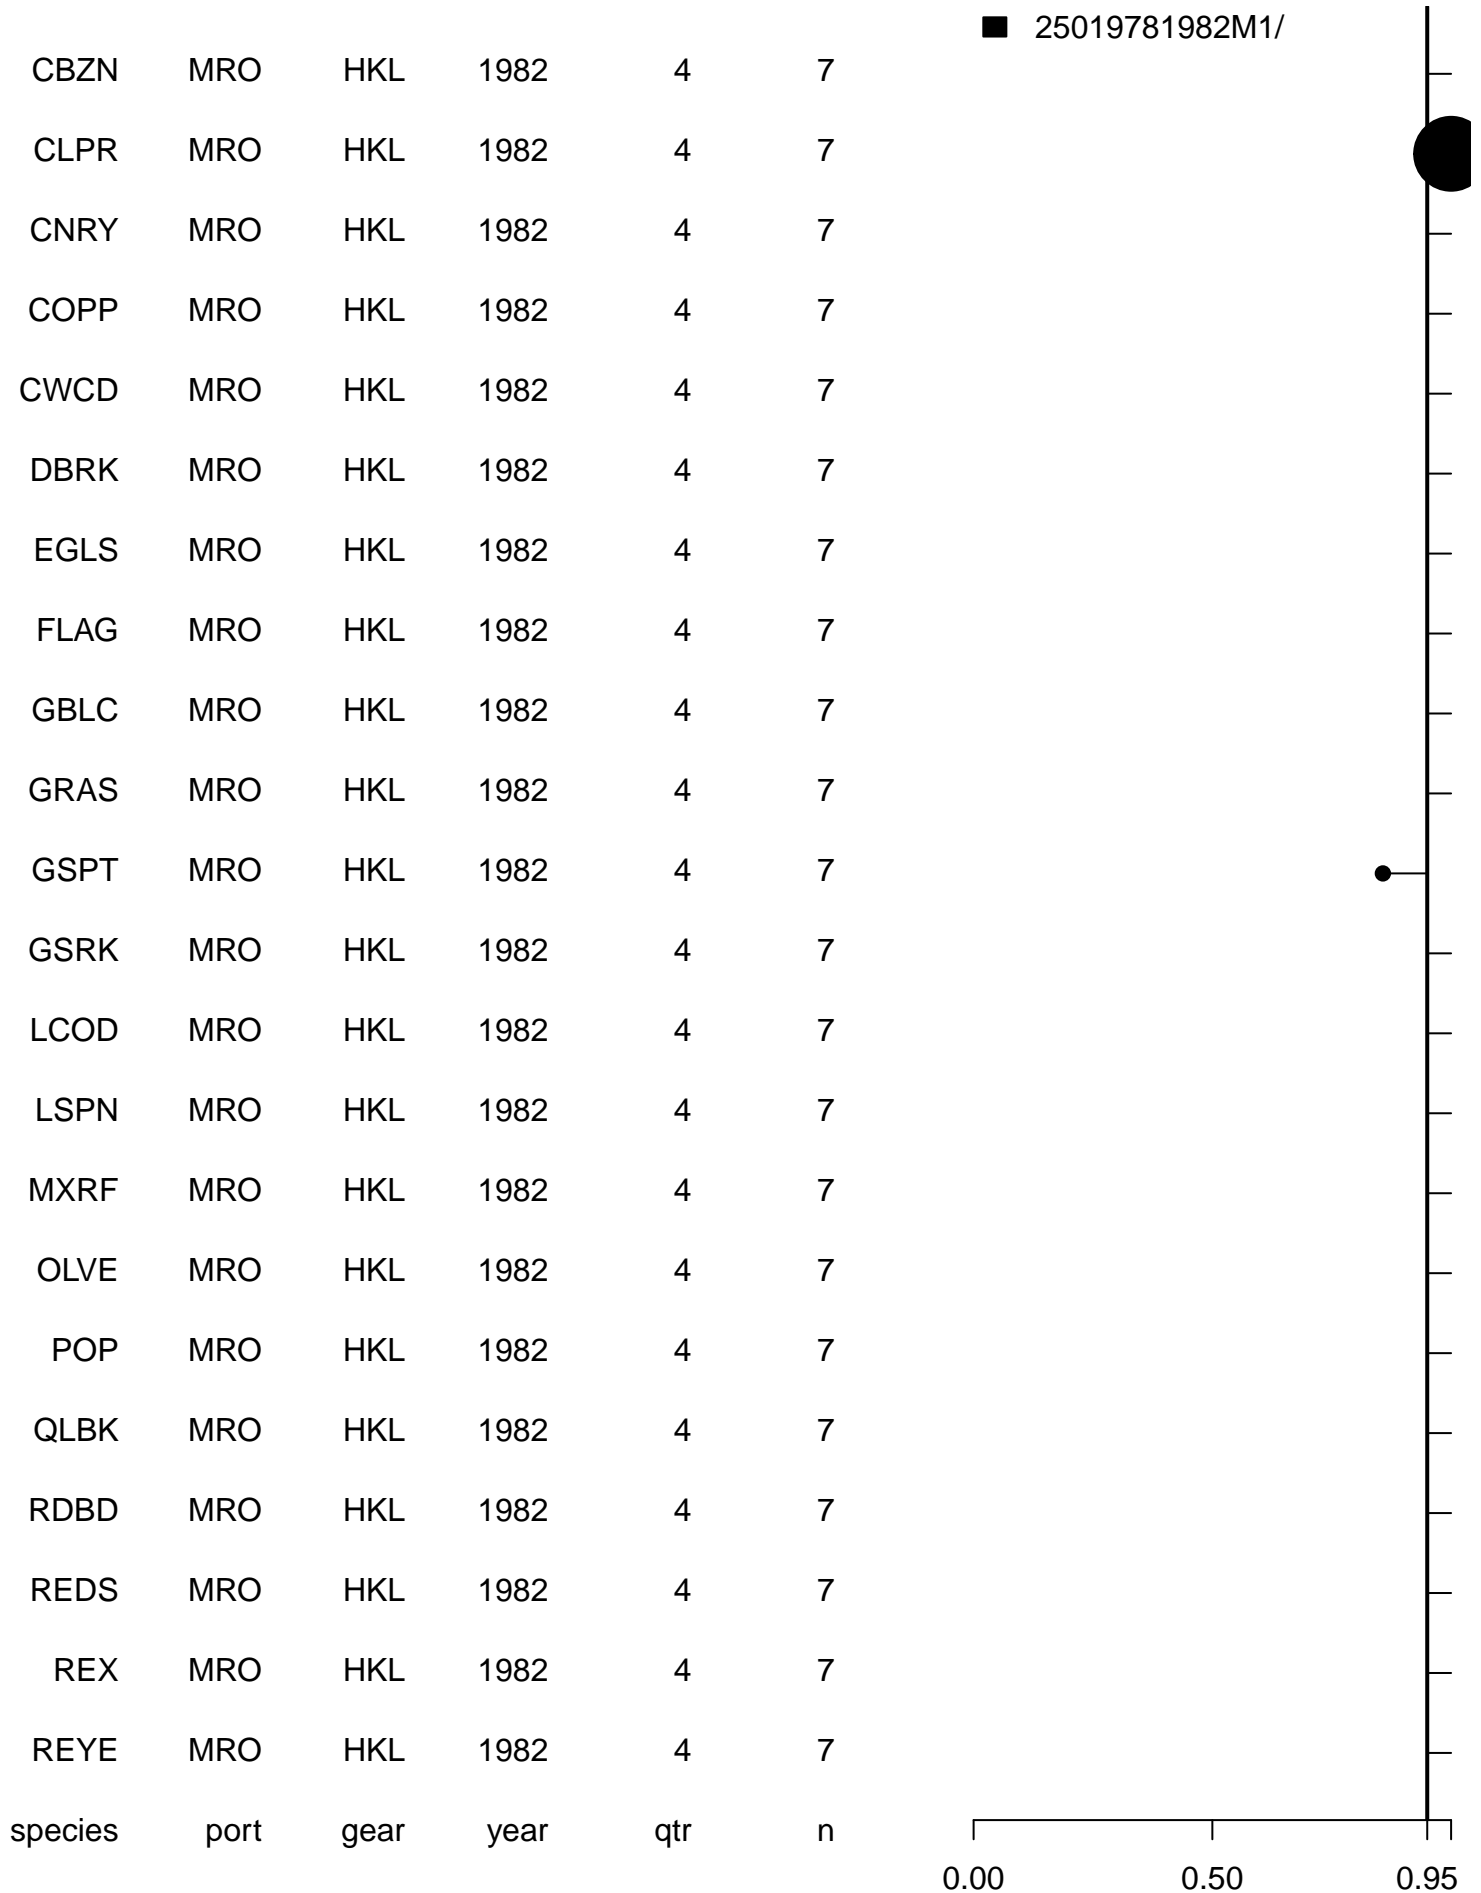 25019781982M1/
CBZN MRO HKL 1982 4 7
CLPR MRO HKL 1982 4 7
CNRY MRO HKL 1982 4 7
COPP MRO HKL 1982 4 7
CWCD MRO HKL 1982 4 7
DBRK MRO HKL 1982 4 7
EGLS MRO HKL 1982 4 7
FLAG MRO HKL 1982 4 7
GBLC MRO HKL 1982 4 7
GRAS MRO HKL 1982 4 7
GSPT MRO HKL 1982 4 7
GSRK MRO HKL 1982 4 7
LCOD MRO HKL 1982 4 7
LSPN MRO HKL 1982 4 7
MXRF MRO HKL 1982 4 7
OLVE MRO HKL 1982 4 7
POP MRO HKL 1982 4 7
QLBK MRO HKL 1982 4 7
RDBD MRO HKL 1982 4 7
REDS MRO HKL 1982 4 7
REX MRO HKL 1982 4 7
REYE MRO HKL 1982 4 7
species port gear year qtr n
0.00 0.50 0.95